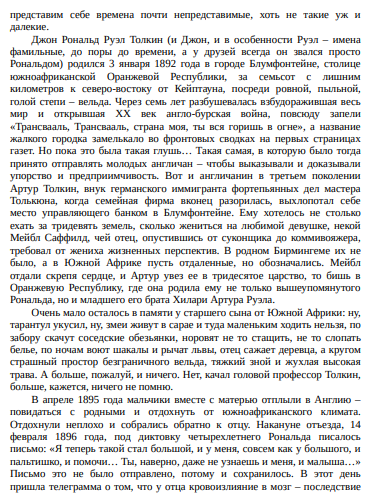 представим себе времена почти непредставимые, хоть не такие уж и
далекие.
Джон Рональд Руэл Толкин (и Джон, и в особенности Руэл – имена
фамильные, до поры до времени, а у друзей всегда он звался просто
Рональдом) родился 3 января 1892 года в городе Блумфонтейне, столице
южноафриканской Оранжевой Республики, за семьсот с лишним
километров к северо-востоку от Кейптауна, посреди ровной, пыльной,
голой степи – вельда. Через семь лет разбушевалась взбудоражившая весь
мир и открывшая XX век англо-бурская война, повсюду запели
«Трансвааль, Трансвааль, страна моя, ты вся горишь в огне», а название
жалкого городка замелькало во фронтовых сводках на первых страницах
газет. Но пока это была такая глушь… Такая самая, в которую было тогда
принято отправлять молодых англичан – чтобы выказывали и доказывали
упорство и предприимчивость. Вот и англичанин в третьем поколении
Артур Толкин, внук германского иммигранта фортепьянных дел мастера
Толькюна, когда семейная фирма вконец разорилась, выхлопотал себе
место управляющего банком в Блумфонтейне. Ему хотелось не столько
ехать за тридевять земель, сколько жениться на любимой девушке, некой
Мейбл Саффилд, чей отец, опустившись от суконщика до коммивояжера,
требовал от жениха жизненных перспектив. В родном Бирмингеме их не
было, а в Южной Африке пусть отдаленные, но обозначались. Мейбл
отдали скрепя сердце, и Артур увез ее в тридесятое царство, то бишь в
Оранжевую Республику, где она родила ему не только вышеупомянутого
Рональда, но и младшего его брата Хилари Артура Руэла.
Очень мало осталось в памяти у старшего сына от Южной Африки: ну,
тарантул укусил, ну, змеи живут в сарае и туда маленьким ходить нельзя, по
забору скачут соседские обезьянки, норовят не то стащить, не то слопать
белье, по ночам воют шакалы и рычат львы, отец сажает деревца, а кругом
страшный простор безграничного вельда, тяжкий зной и жухлая высокая
трава. А больше, пожалуй, и ничего. Нет, качал головой профессор Толкин,
больше, кажется, ничего не помню.
В апреле 1895 года мальчики вместе с матерью отплыли в Англию –
повидаться с родными и отдохнуть от южноафриканского климата.
Отдохнули неплохо и собрались обратно к отцу. Накануне отъезда, 14
февраля 1896 года, под диктовку четырехлетнего Рональда писалось
письмо: «Я теперь такой стал большой, и у меня, совсем как у большого, и
пальтишко, и помочи… Ты, наверно, даже не узнаешь и меня, и малыша…»
Письмо это не было отправлено, потому и сохранилось. В этот день
пришла телеграмма о том, что у отца кровоизлияние в мозг – последствие